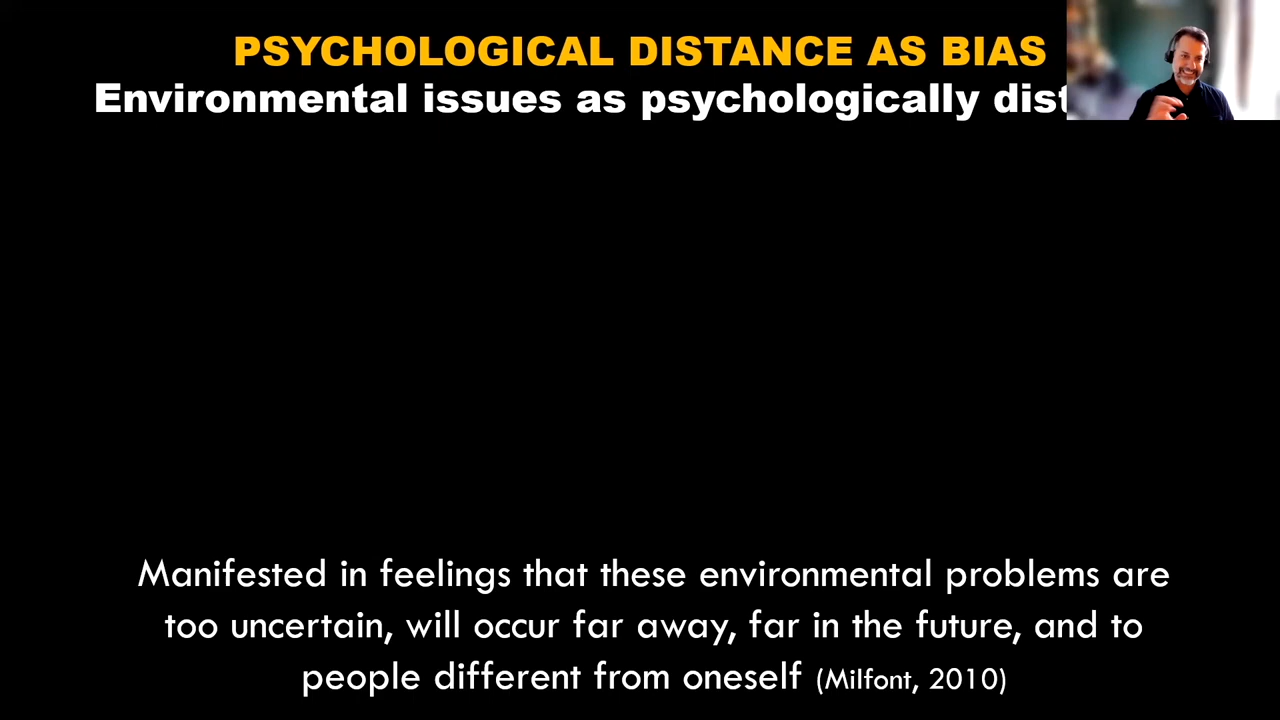 PSYCHOLOGICAL DISTANCE AS BIAS
Environmental issues as psychologically
Manifested in feelings that these environmental problems are
too uncertain, will occur far away, far in the future, and to
people different from oneself (Milfont, 2010)